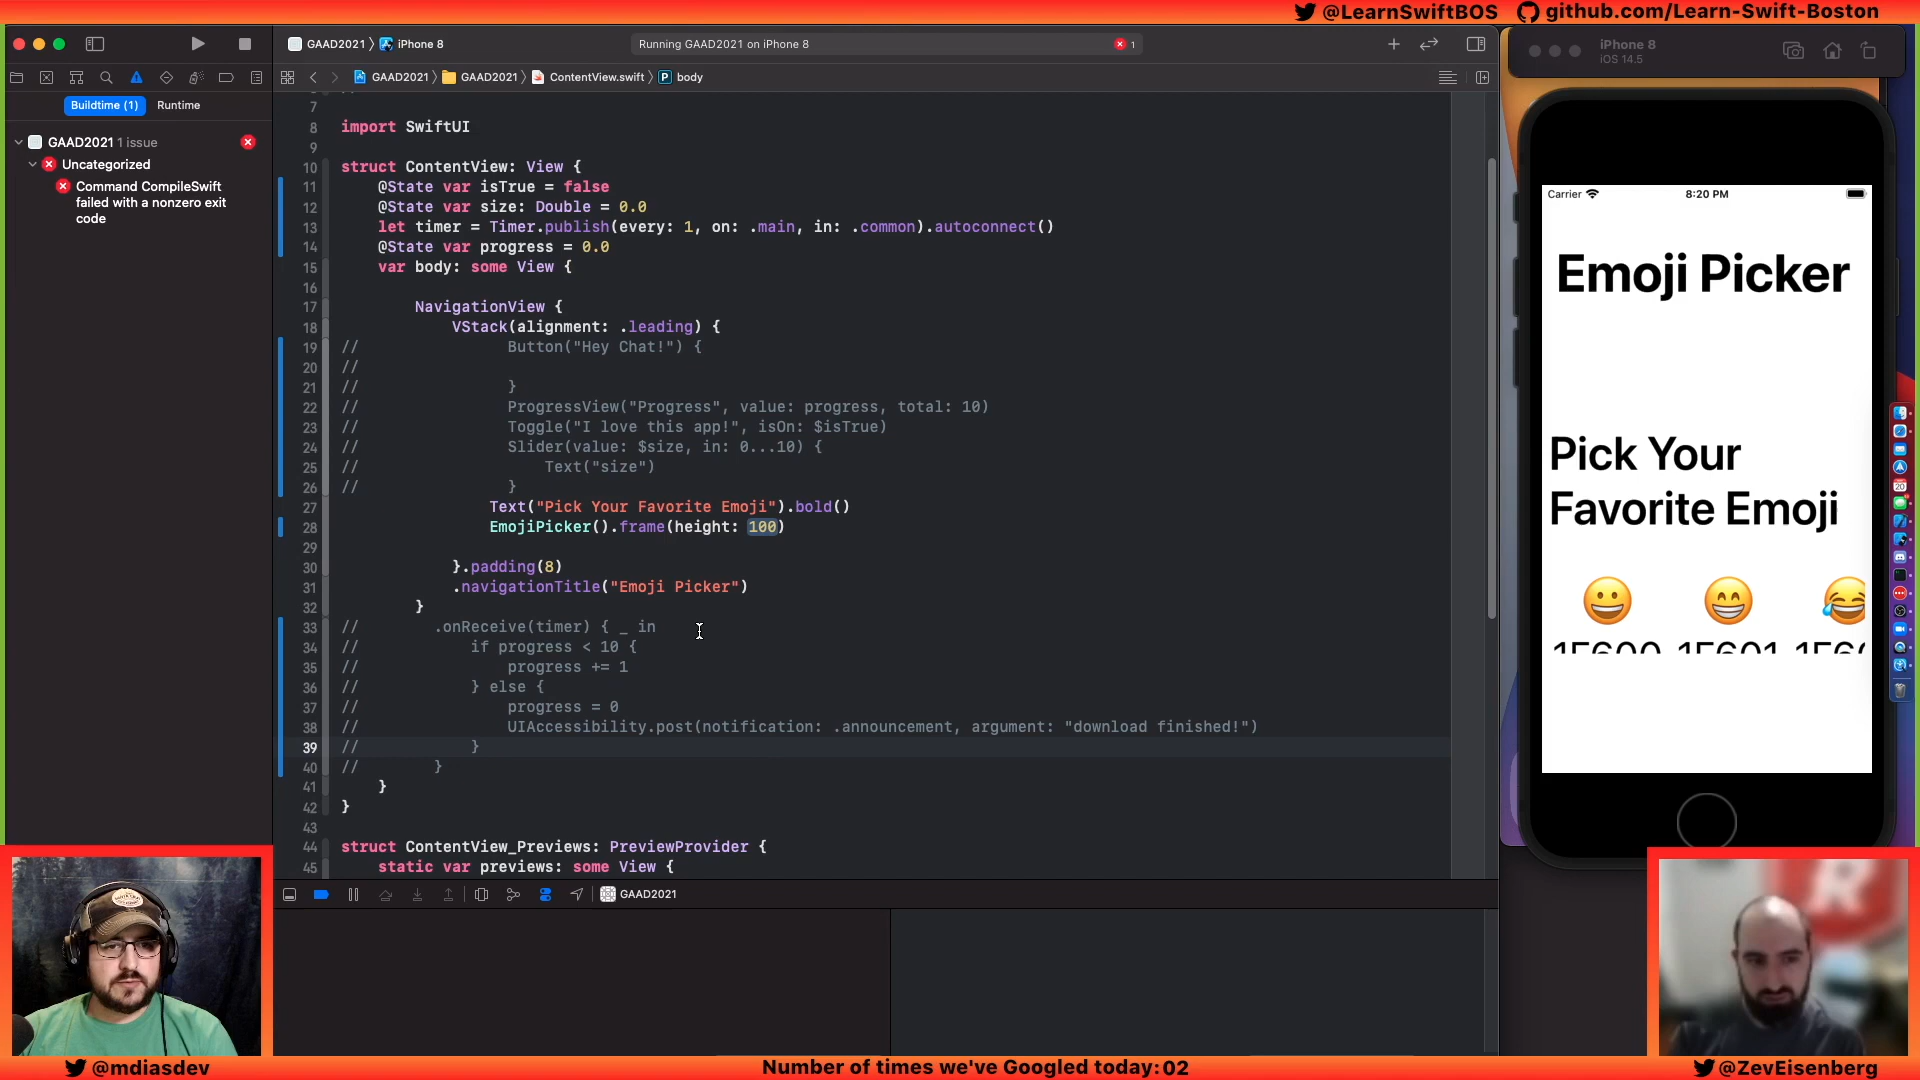 @LearnSwiftBOS github.com/Learn-Swift-Boston
GAAD2021 iPhone 8
Running GAAD2021 on iPhone 8
1
GAAD2021 GAAD2021 ContentView.swift body
Buildtime (1) Runtime
GAAD2021 1 issue
Uncategorized
Command CompileSwift
failed with a nonzero exit
code
7
8 import SwiftUI
9
10 struct ContentView: View {
11 @State var isTrue = false
12 @State var size: Double = 0.0
13 let timer = Timer.publish(every: 1, on: .main, in: .common).autoconnect()
14 @State var progress = 0.0
15 var body: some View {
16
17 NavigationView {
18 VStack(alignment: .leading) {
19 // Button("Hey Chat!") {
20 //
21 // }
22 // ProgressView("Progress", value: progress, total: 10)
23 // Toggle("I love this app!", isOn: $isTrue)
24 // Slider(value: $size, in: 0...10) {
25 // Text("size")
26 // }
27 Text("Pick Your Favorite Emoji").bold()
28 EmojiPicker().frame(height: 100)
29
30 }.padding(8)
31 .navigationTitle("Emoji Picker")
32 }
33 // .onReceive(timer) { _ in
34 // if progress < 10 {
35 // progress += 1
36 // } else {
37 // progress = 0
38 // UIAccessibility.post(notification: .announcement, argument: "download finished!")
39 // }
40 // }
41 }
42 }
43
44 struct ContentView_Previews: PreviewProvider {
45 static var previews: some View {
GAAD2021
iPhone 8
iOS 14.5
Carrier 8:20 PM
Emoji Picker
Pick Your
Favorite Emoji
1F600 1F601 1F60
20
@mdiasdev
Number of times we've Googled today: 02
@ZevEisenberg